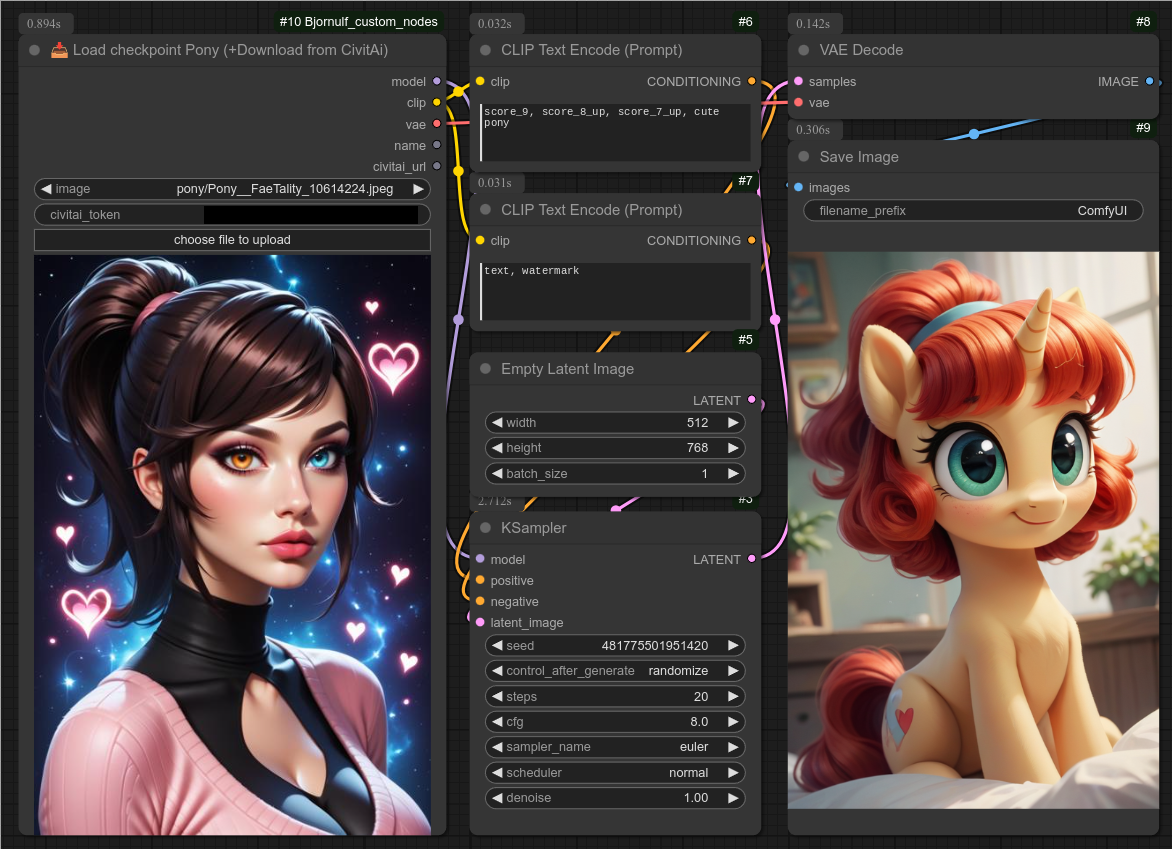 0.894s
#10 Bjornulf_custom_nodes
📥 Load checkpoint Pony (+Download from CivitAi)
model
clip
vae
name
civitai_url
image pony/Pony__FaeTality_10614224.jpeg
civitai_token
choose file to upload
0.032s
#6
CLIP Text Encode (Prompt)
clip CONDITIONING
score_9, score_8_up, score_7_up, cute
pony
0.031s
#7
CLIP Text Encode (Prompt)
clip CONDITIONING
text, watermark
#5
Empty Latent Image
LATENT
width 512
height 768
batch_size 1
2.712s
#3
KSampler
model LATENT
positive
negative
latent_image
seed 481775501951420
control_after_generate randomize
steps 20
cfg 8.0
sampler_name euler
scheduler normal
denoise 1.00
0.142s
#8
VAE Decode
samples IMAGE
vae
0.306s
#9
Save Image
images
filename_prefix ComfyUI